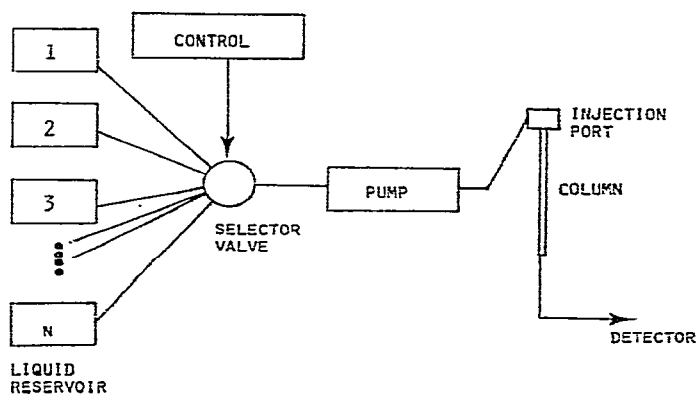 1
2
3
N
LIQUID
RESERVOIR
CONTROL
SELECTOR
VALVE
PUMP
INJECTION
PORT
COLUMN
DETECTOR